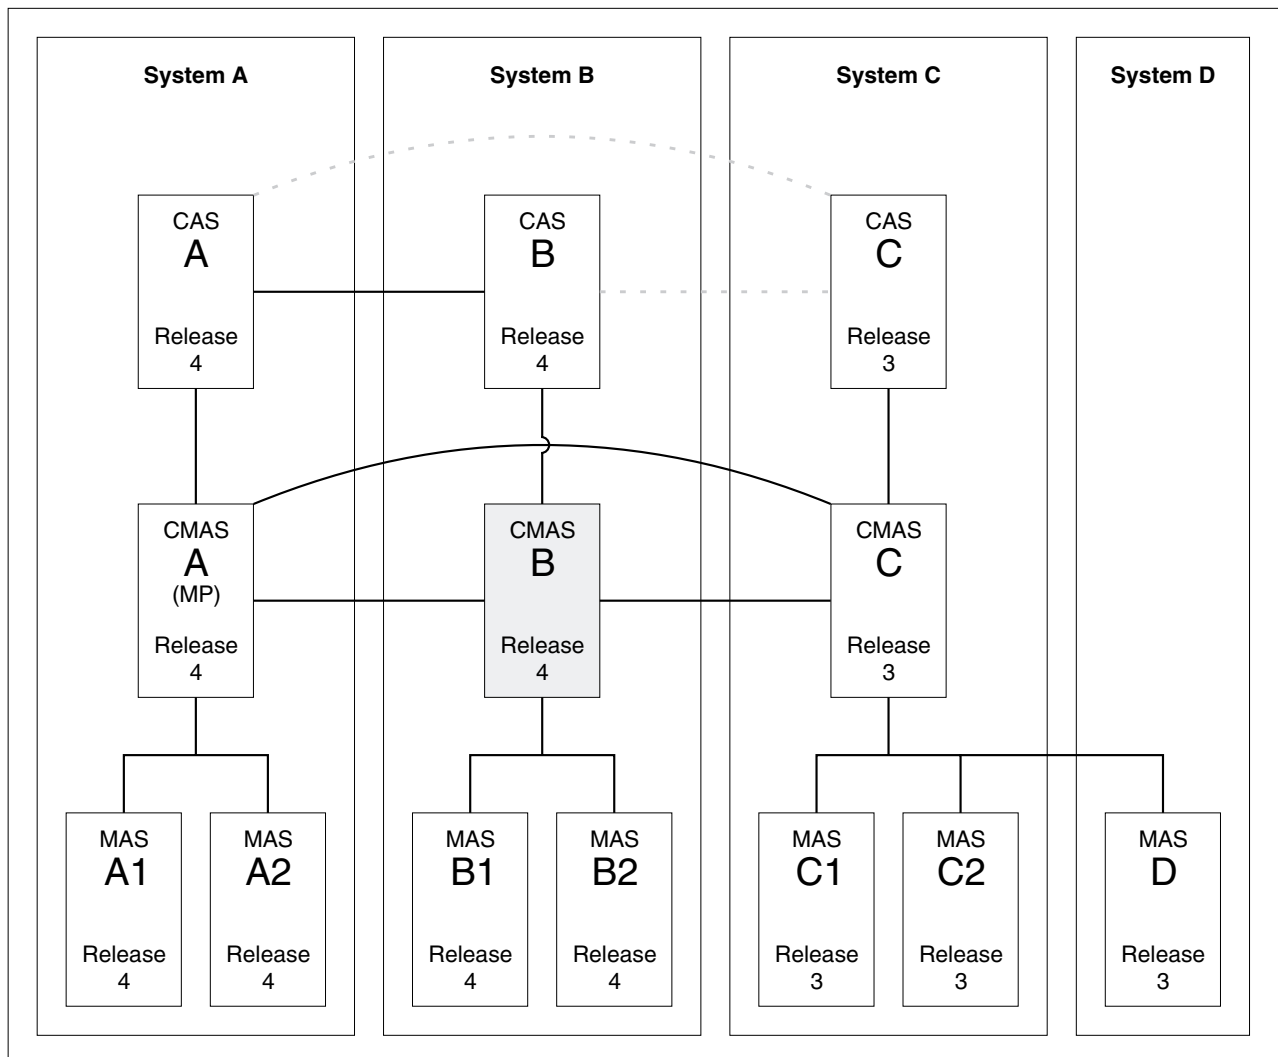 System A
System B
System C
System D
CAS
A
Release
4
CAS
B
Release
4
CAS
C
Release
3
CMAS
A
(MP)
Release
4
CMAS
B
Release
4
CMAS
C
Release
3
MAS
A1
Release
4
MAS
A2
Release
4
MAS
B1
Release
4
MAS
B2
Release
4
MAS
C1
Release
3
MAS
C2
Release
3
MAS
D
Release
3